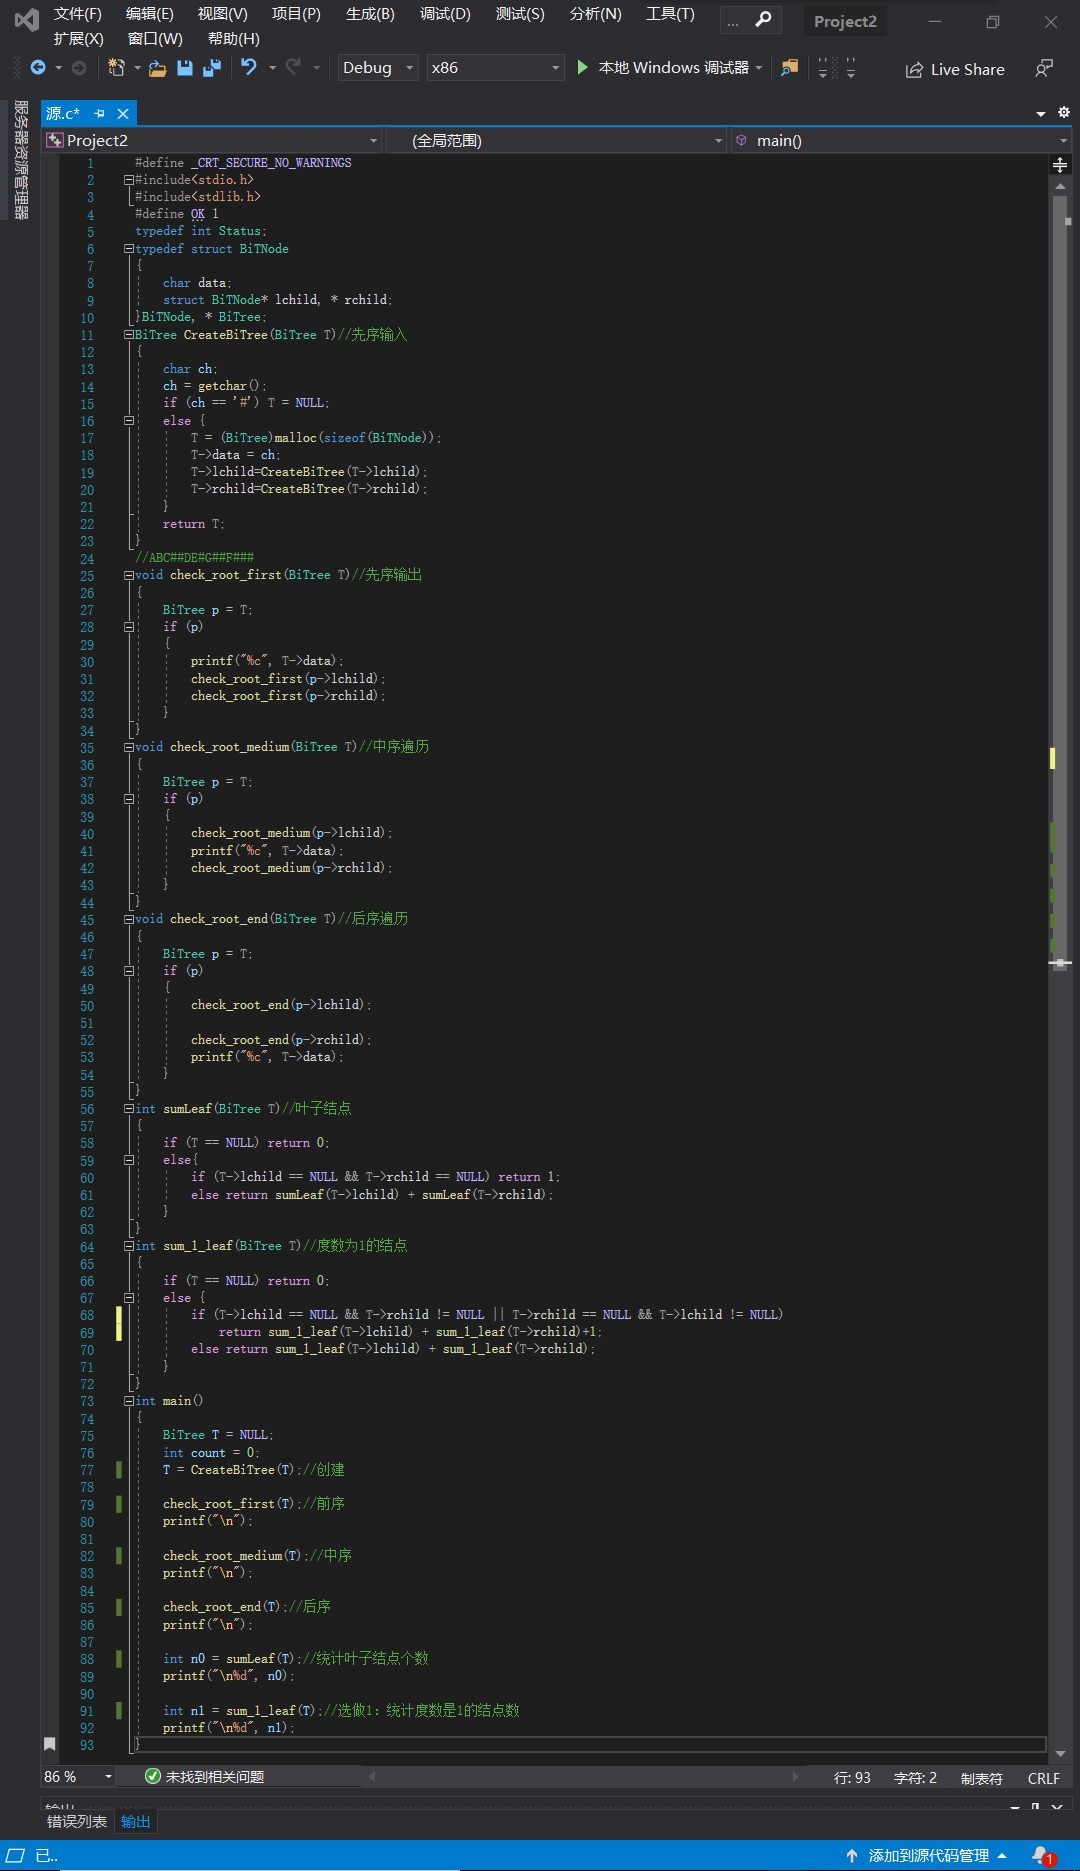 文件(F) 编辑(E) 视图(V) 项目(P) 生成(B) 调试(D) 测试(S) 分析(N) 工具(T) ... Project2
扩展(X) 窗口(W) 帮助(H)
Debug x86 本地 Windows 调试器 Live Share
服务器资源管理器
源.c*
Project2 (全局范围) main()
1 #define _CRT_SECURE_NO_WARNINGS
2 #include<stdio.h>
3 #include<stdlib.h>
4 #define OK 1
5 typedef int Status;
6 typedef struct BiTNode
7 {
8 char data;
9 struct BiTNode* lchild, * rchild;
10 }BiTNode, * BiTree;
11 BiTree CreateBiTree(BiTree T)//先序输入
12 {
13 char ch;
14 ch = getchar();
15 if (ch == '#') T = NULL;
16 else {
17 T = (BiTree)malloc(sizeof(BiTNode));
18 T->data = ch;
19 T->lchild=CreateBiTree(T->lchild);
20 T->rchild=CreateBiTree(T->rchild);
21 }
22 return T;
23 }
24 //ABC##DE#G##F###
25 void check_root_first(BiTree T)//先序输出
26 {
27 BiTree p = T;
28 if (p)
29 {
30 printf("%c", T->data);
31 check_root_first(p->lchild);
32 check_root_first(p->rchild);
33 }
34 }
35 void check_root_medium(BiTree T)//中序遍历
36 {
37 BiTree p = T;
38 if (p)
39 {
40 check_root_medium(p->lchild);
41 printf("%c", T->data);
42 check_root_medium(p->rchild);
43 }
44 }
45 void check_root_end(BiTree T)//后序遍历
46 {
47 BiTree p = T;
48 if (p)
49 {
50 check_root_end(p->lchild);
51
52 check_root_end(p->rchild);
53 printf("%c", T->data);
54 }
55 }
56 int sumLeaf(BiTree T)//叶子结点
57 {
58 if (T == NULL) return 0;
59 else{
60 if (T->lchild == NULL && T->rchild == NULL) return 1;
61 else return sumLeaf(T->lchild) + sumLeaf(T->rchild);
62 }
63 }
64 int sum_1_leaf(BiTree T)//度数为1的结点
65 {
66 if (T == NULL) return 0;
67 else {
68 if (T->lchild == NULL && T->rchild != NULL || T->rchild == NULL && T->lchild != NULL)
69 return sum_1_leaf(T->lchild) + sum_1_leaf(T->rchild)+1;
70 else return sum_1_leaf(T->lchild) + sum_1_leaf(T->rchild);
71 }
72 }
73 int main()
74 {
75 BiTree T = NULL;
76 int count = 0;
77 T = CreateBiTree(T);//创建
78
79 check_root_first(T);//前序
80 printf("\n");
81
82 check_root_medium(T);//中序
83 printf("\n");
84
85 check_root_end(T);//后序
86 printf("\n");
87
88 int n0 = sumLeaf(T);//统计叶子结点个数
89 printf("\n%d", n0);
90
91 int n1 = sum_1_leaf(T);//选做1：统计度数是1的结点数
92 printf("\n%d", n1);
93 }
86 % 未找到相关问题 行: 93 字符: 2 制表符 CRLF
输出
错误列表 输出
已.. 添加到源代码管理 1